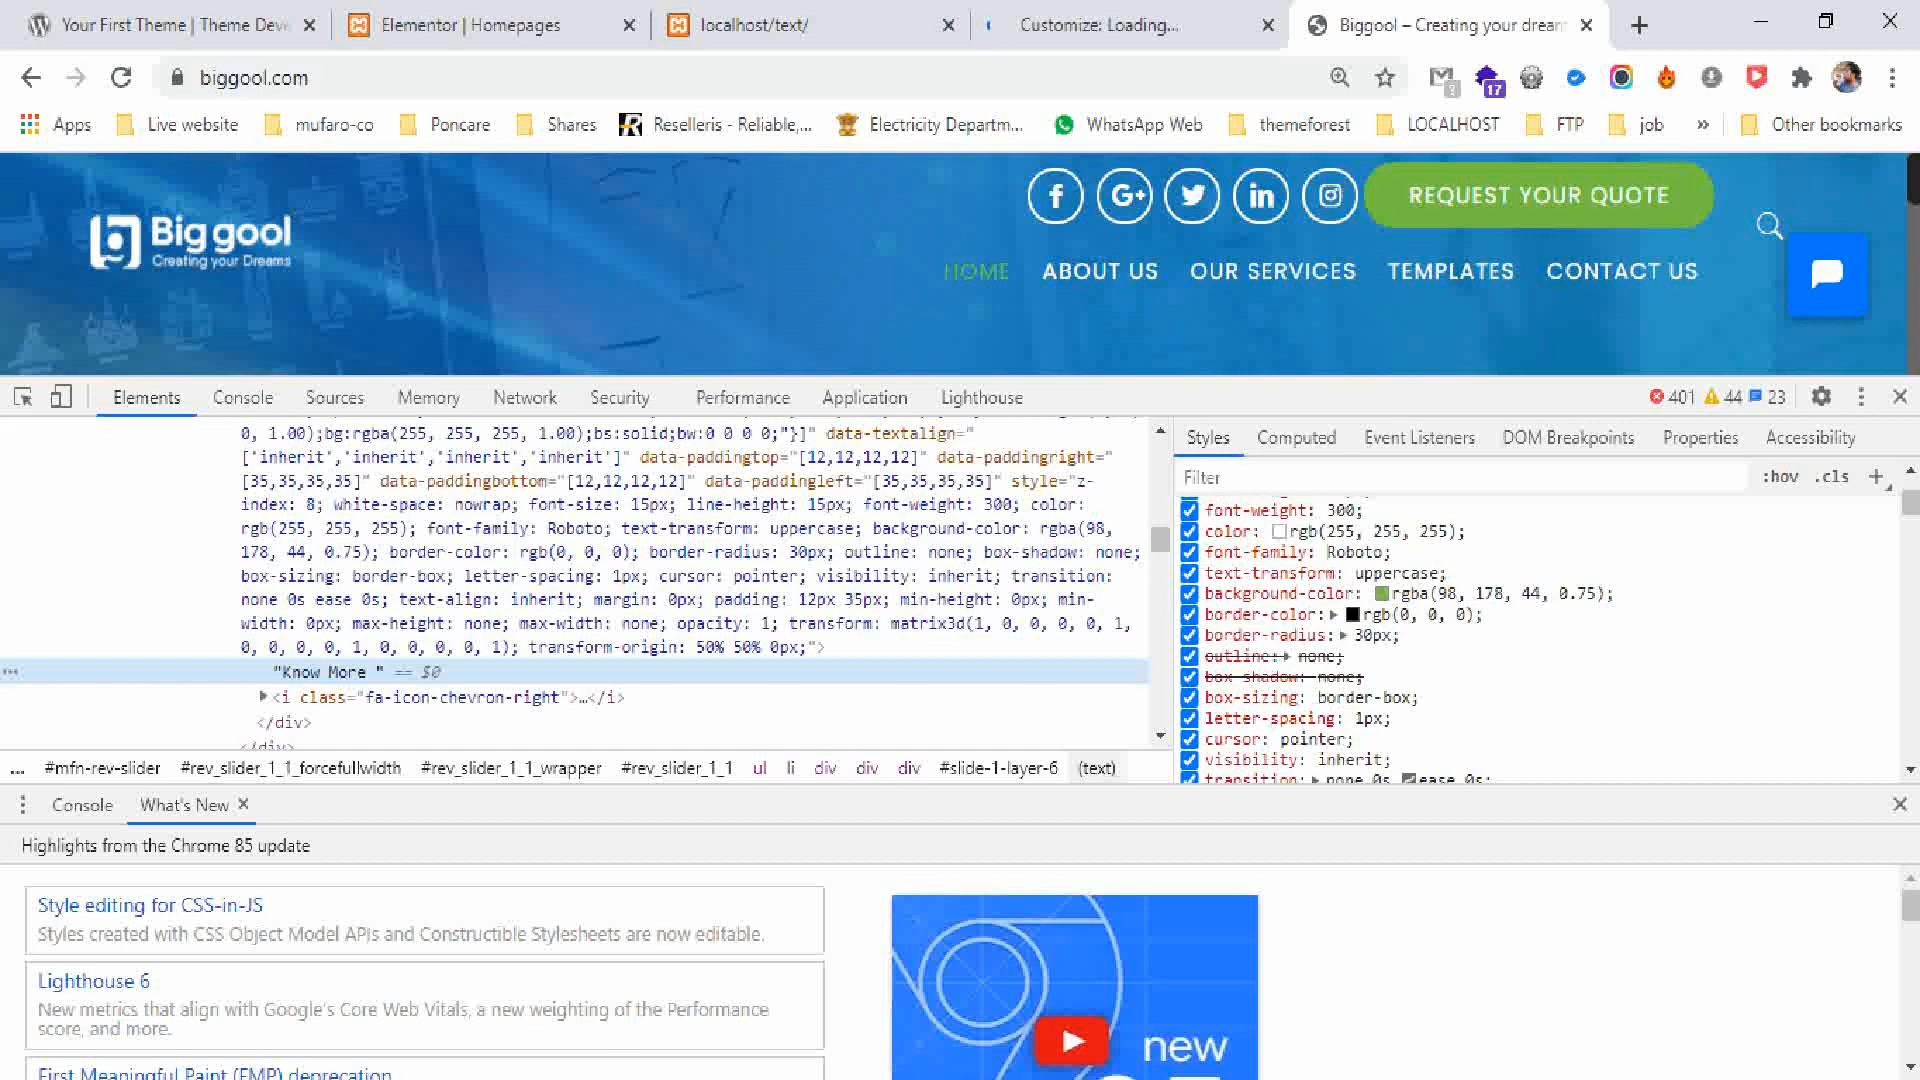 Your First Theme | Theme Deve
Elementor | Homepages
localhost/text/
Customize: Loading...
Biggool – Creating your dream
biggool.com
17
Apps
Live website
mufaro-co
Poncare
Shares
Reselleris - Reliable,...
Electricity Departm...
WhatsApp Web
themeforest
LOCALHOST
FTP
job
»
Other bookmarks
Big gool
Creating your Dreams
REQUEST YOUR QUOTE
HOME
ABOUT US
OUR SERVICES
TEMPLATES
CONTACT US
Elements
Console
Sources
Memory
Network
Security
Performance
Application
Lighthouse
401
44
23
0, 1.00);bg:rgba(255, 255, 255, 1.00);bs:solid;bw:0 0 0 0;"}]" data-textalign="
['inherit','inherit','inherit','inherit']" data-paddingtop="[12,12,12,12]" data-paddingright="
[35,35,35,35]" data-paddingbottom="[12,12,12,12]" data-paddingleft="[35,35,35,35]" style="z-
index: 8; white-space: nowrap; font-size: 15px; line-height: 15px; font-weight: 300; color:
rgb(255, 255, 255); font-family: Roboto; text-transform: uppercase; background-color: rgba(98,
178, 44, 0.75); border-color: rgb(0, 0, 0); border-radius: 30px; outline: none; box-shadow: none;
box-sizing: border-box; letter-spacing: 1px; cursor: pointer; visibility: inherit; transition:
none 0s ease 0s; text-align: inherit; margin: 0px; padding: 12px 35px; min-height: 0px; min-
width: 0px; max-height: none; max-width: none; opacity: 1; transform: matrix3d(1, 0, 0, 0, 0, 1,
0, 0, 0, 0, 1, 0, 0, 0, 0, 1); transform-origin: 50% 50% 0px;">
"Know More " == $0
<i class="fa-icon-chevron-right">…</i>
</div>
</div>
... #mfn-rev-slider #rev_slider_1_1_forcefullwidth #rev_slider_1_1_wrapper #rev_slider_1_1 ul li div div div #slide-1-layer-6 (text)
Styles
Computed
Event Listeners
DOM Breakpoints
Properties
Accessibility
Filter
:hov .cls +
font-weight: 300;
color: rgb(255, 255, 255);
font-family: Roboto;
text-transform: uppercase;
background-color: rgba(98, 178, 44, 0.75);
border-color: rgb(0, 0, 0);
border-radius: 30px;
outline: none;
box-shadow: none;
box-sizing: border-box;
letter-spacing: 1px;
cursor: pointer;
visibility: inherit;
transition: none 0s ease 0s;
Console
What's New
Highlights from the Chrome 85 update
Style editing for CSS-in-JS
Styles created with CSS Object Model APIs and Constructible Stylesheets are now editable.
Lighthouse 6
New metrics that align with Google's Core Web Vitals, a new weighting of the Performance
score, and more.
First Meaningful Paint (FMP) deprecation
new